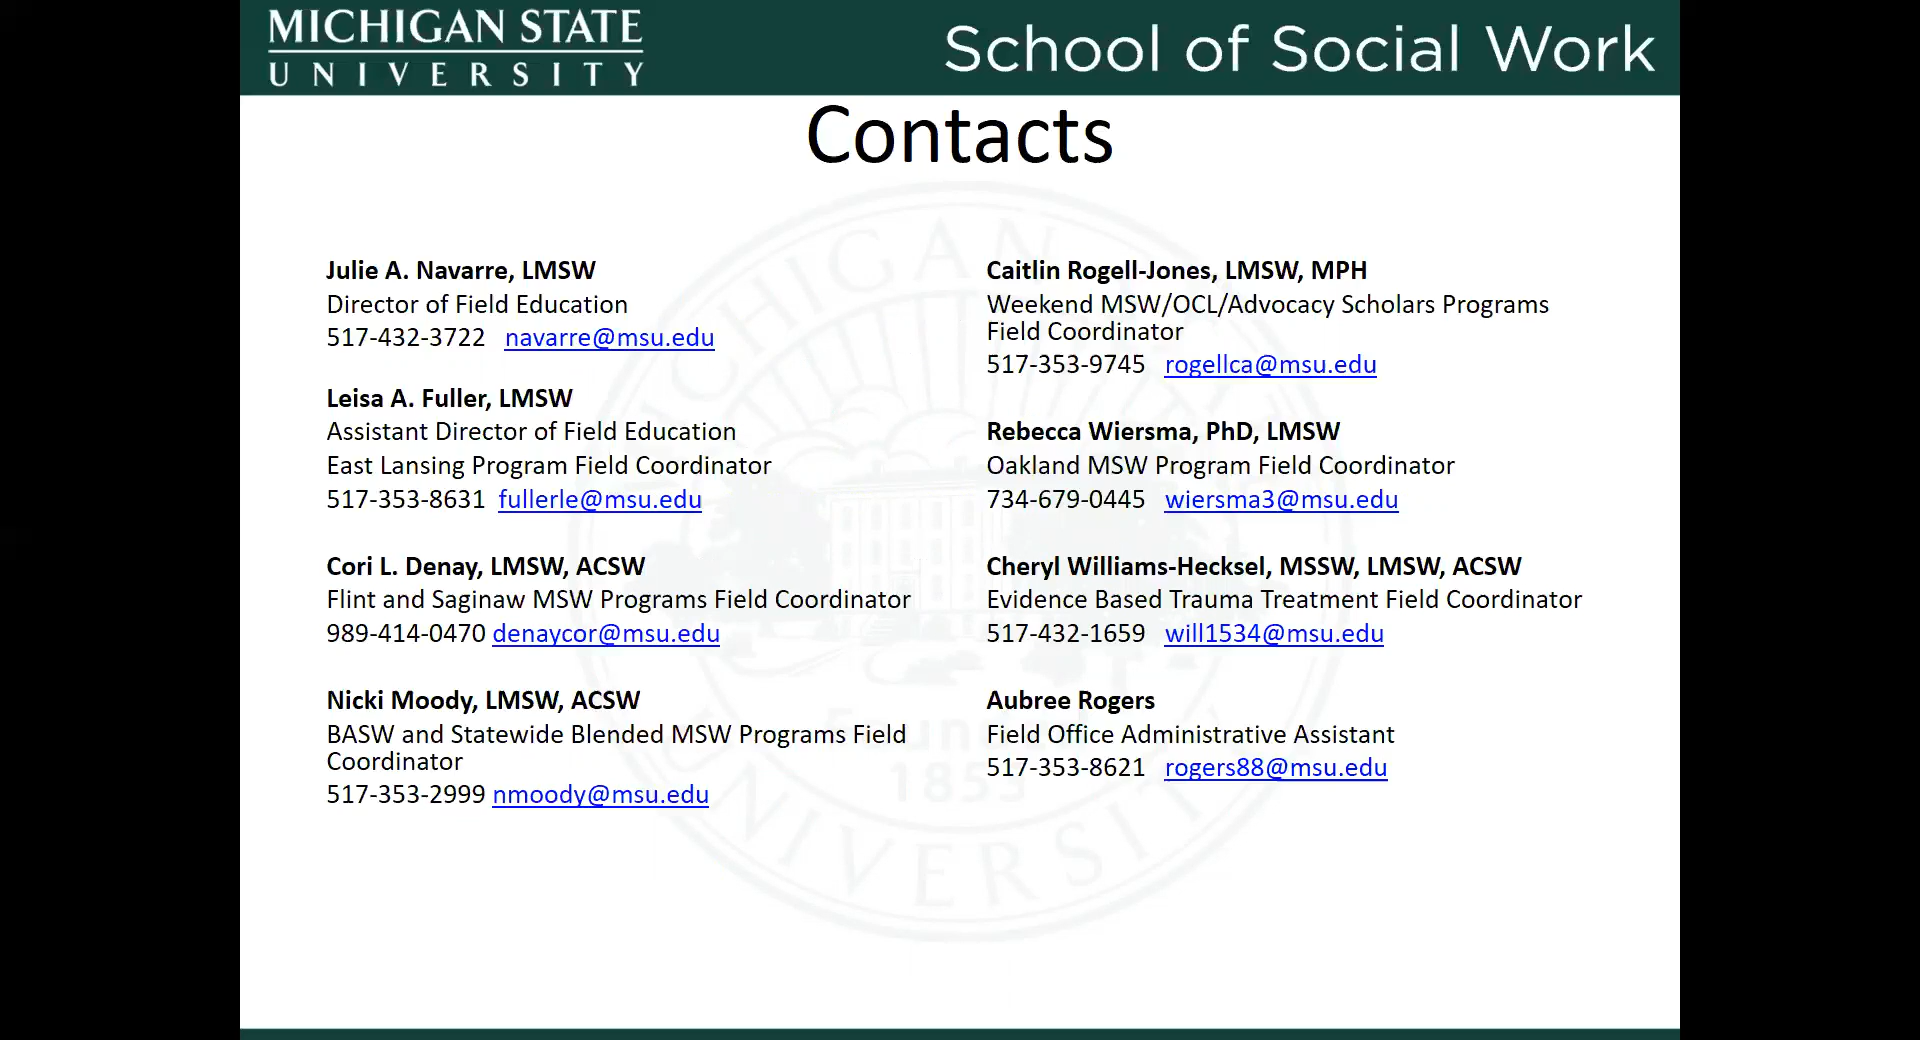 MICHIGAN STATE
UNIVERSITY
School of Social Work
Contacts
Julie A. Navarre, LMSW
Director of Field Education
517-432-3722 navarre@msu.edu
Leisa A. Fuller, LMSW
Assistant Director of Field Education
East Lansing Program Field Coordinator
517-353-8631 fullerle@msu.edu
Cori L. Denay, LMSW, ACSW
Flint and Saginaw MSW Programs Field Coordinator
989-414-0470 denaycor@msu.edu
Nicki Moody, LMSW, ACSW
BASW and Statewide Blended MSW Programs Field
Coordinator
517-353-2999 nmoody@msu.edu
Caitlin Rogell-Jones, LMSW, MPH
Weekend MSW/OCL/Advocacy Scholars Programs
Field Coordinator
517-353-9745 rogellca@msu.edu
Rebecca Wiersma, PhD, LMSW
Oakland MSW Program Field Coordinator
734-679-0445 wiersma3@msu.edu
Cheryl Williams-Hecksel, MSSW, LMSW, ACSW
Evidence Based Trauma Treatment Field Coordinator
517-432-1659 will1534@msu.edu
Aubree Rogers
Field Office Administrative Assistant
517-353-8621 rogers88@msu.edu
MICHIGAN
UNIVERSITY